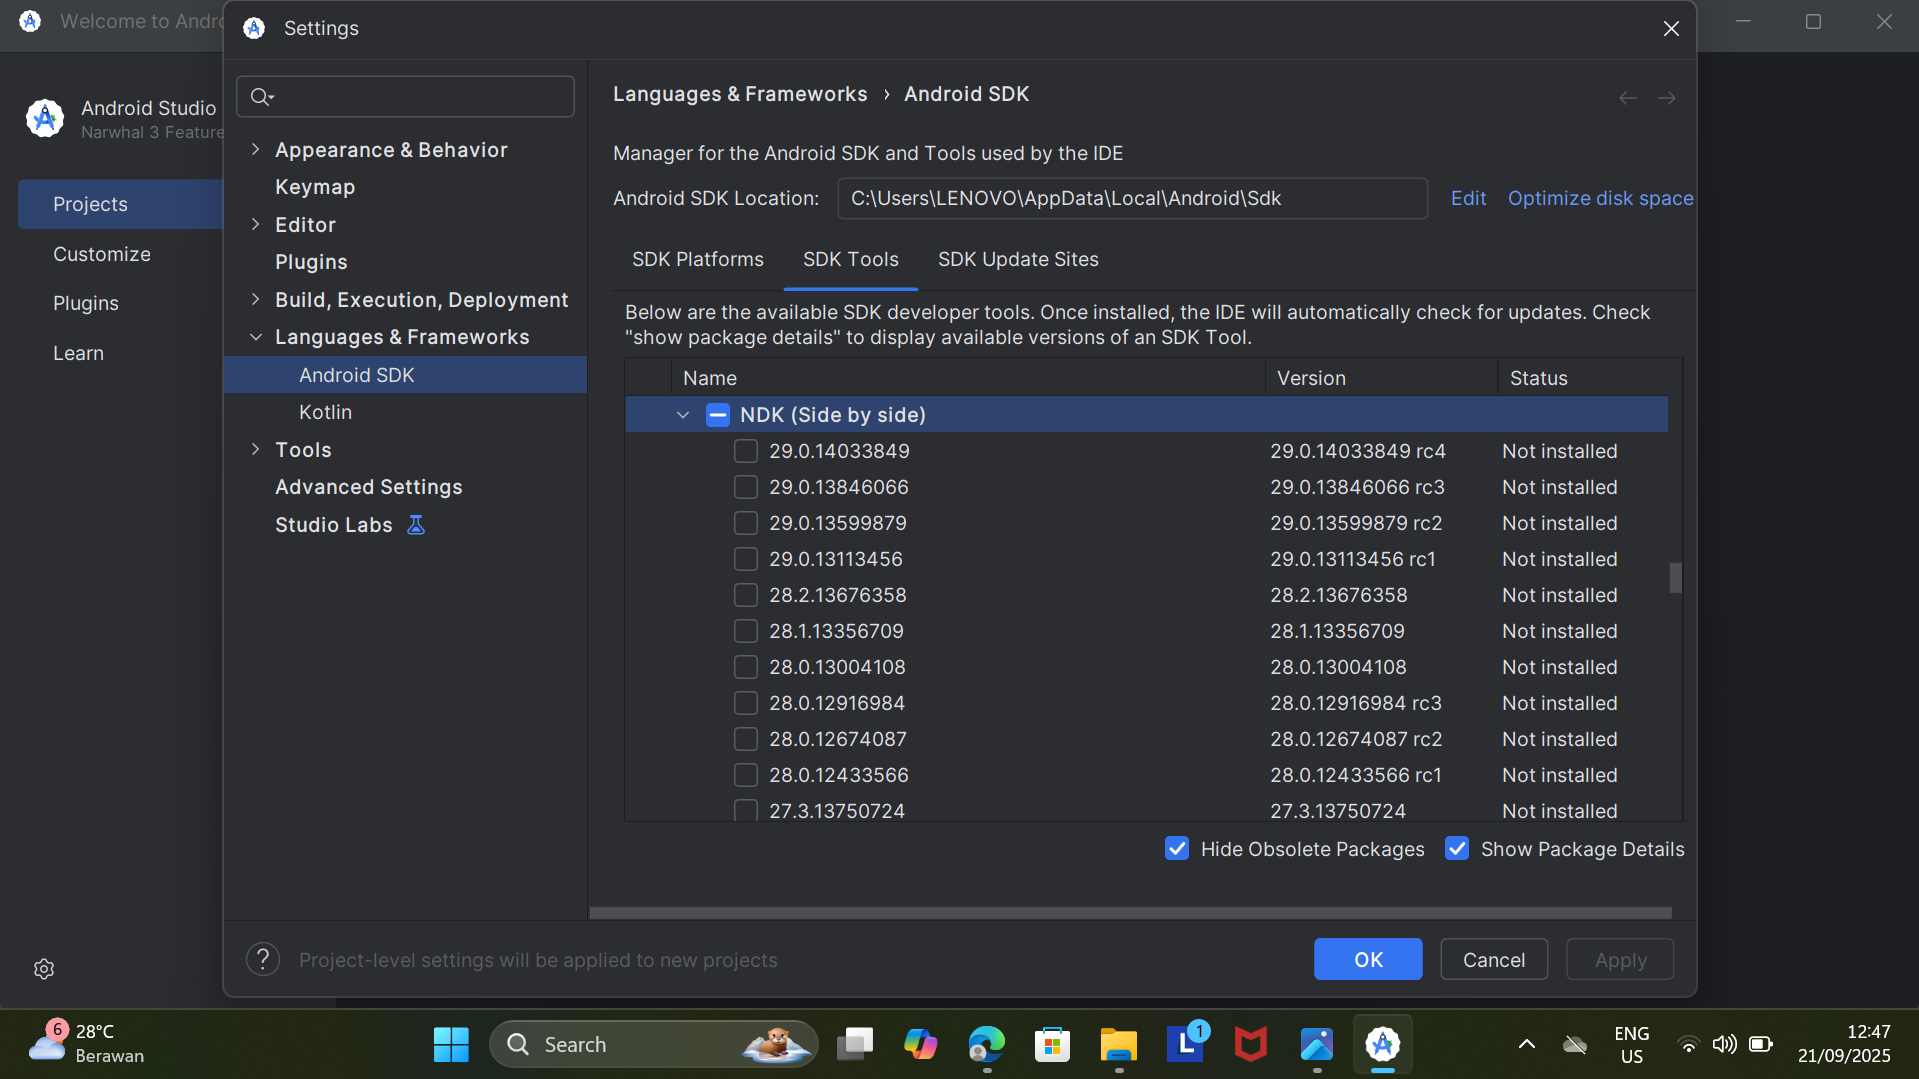 Welcome to Andro
Settings
Android Studio
Narwhal 3 Feature
Projects
Customize
Plugins
Learn
Appearance & Behavior
Keymap
Editor
Plugins
Build, Execution, Deployment
Languages & Frameworks
Android SDK
Kotlin
Tools
Advanced Settings
Studio Labs
Languages & Frameworks › Android SDK
Manager for the Android SDK and Tools used by the IDE
Android SDK Location: C:\Users\LENOVO\AppData\Local\Android\Sdk Edit Optimize disk space
SDK Platforms SDK Tools SDK Update Sites
Below are the available SDK developer tools. Once installed, the IDE will automatically check for updates. Check
"show package details" to display available versions of an SDK Tool.
Name Version Status
NDK (Side by side)
29.0.14033849 29.0.14033849 rc4 Not installed
29.0.13846066 29.0.13846066 rc3 Not installed
29.0.13599879 29.0.13599879 rc2 Not installed
29.0.13113456 29.0.13113456 rc1 Not installed
28.2.13676358 28.2.13676358 Not installed
28.1.13356709 28.1.13356709 Not installed
28.0.13004108 28.0.13004108 Not installed
28.0.12916984 28.0.12916984 rc3 Not installed
28.0.12674087 28.0.12674087 rc2 Not installed
28.0.12433566 28.0.12433566 rc1 Not installed
27.3.13750724 27.3.13750724 Not installed
Hide Obsolete Packages Show Package Details
? Project-level settings will be applied to new projects
OK Cancel Apply
6
28°C
Berawan
Search
L
1
ENG
US
12:47
21/09/2025